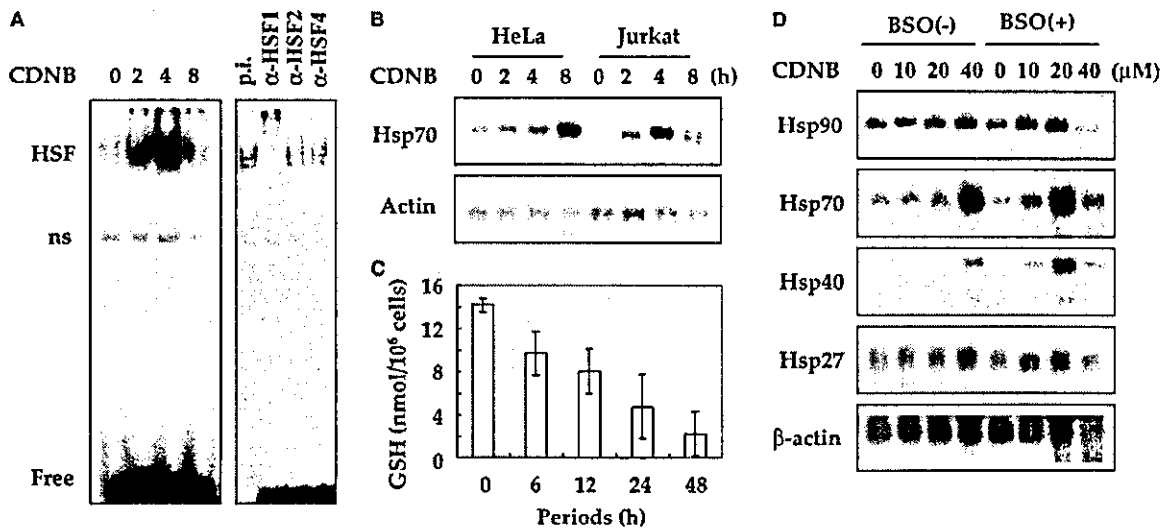 A
p.i.
α-HSF1
α-HSF2
α-HSF4
CDNB 0 2 4 8
HSF
ns
Free
B
HeLa Jurkat
CDNB 0 2 4 8 0 2 4 8 (h)
Hsp70
Actin
C
GSH (nmol/10⁶ cells)
16
14
8
4
0
0 6 12 24 48
Periods (h)
D
BSO(-) BSO(+)
CDNB 0 10 20 40 0 10 20 40 (μM)
Hsp90
Hsp70
Hsp40
Hsp27
β-actin